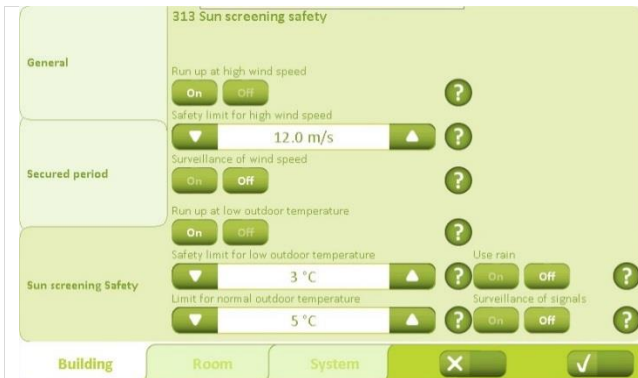 313 Sun screening safety
General
Run up at high wind speed
On Off ?
Safety limit for high wind speed
12.0 m/s ?
Surveillance of wind speed
On Off ?
Secured period
Run up at low outdoor temperature
On Off ?
Safety limit for low outdoor temperature Use rain
3 °C ? On Off ?
Sun screening Safety
Limit for normal outdoor temperature Surveillance of signals
5 °C ? On Off ?
Building Room System